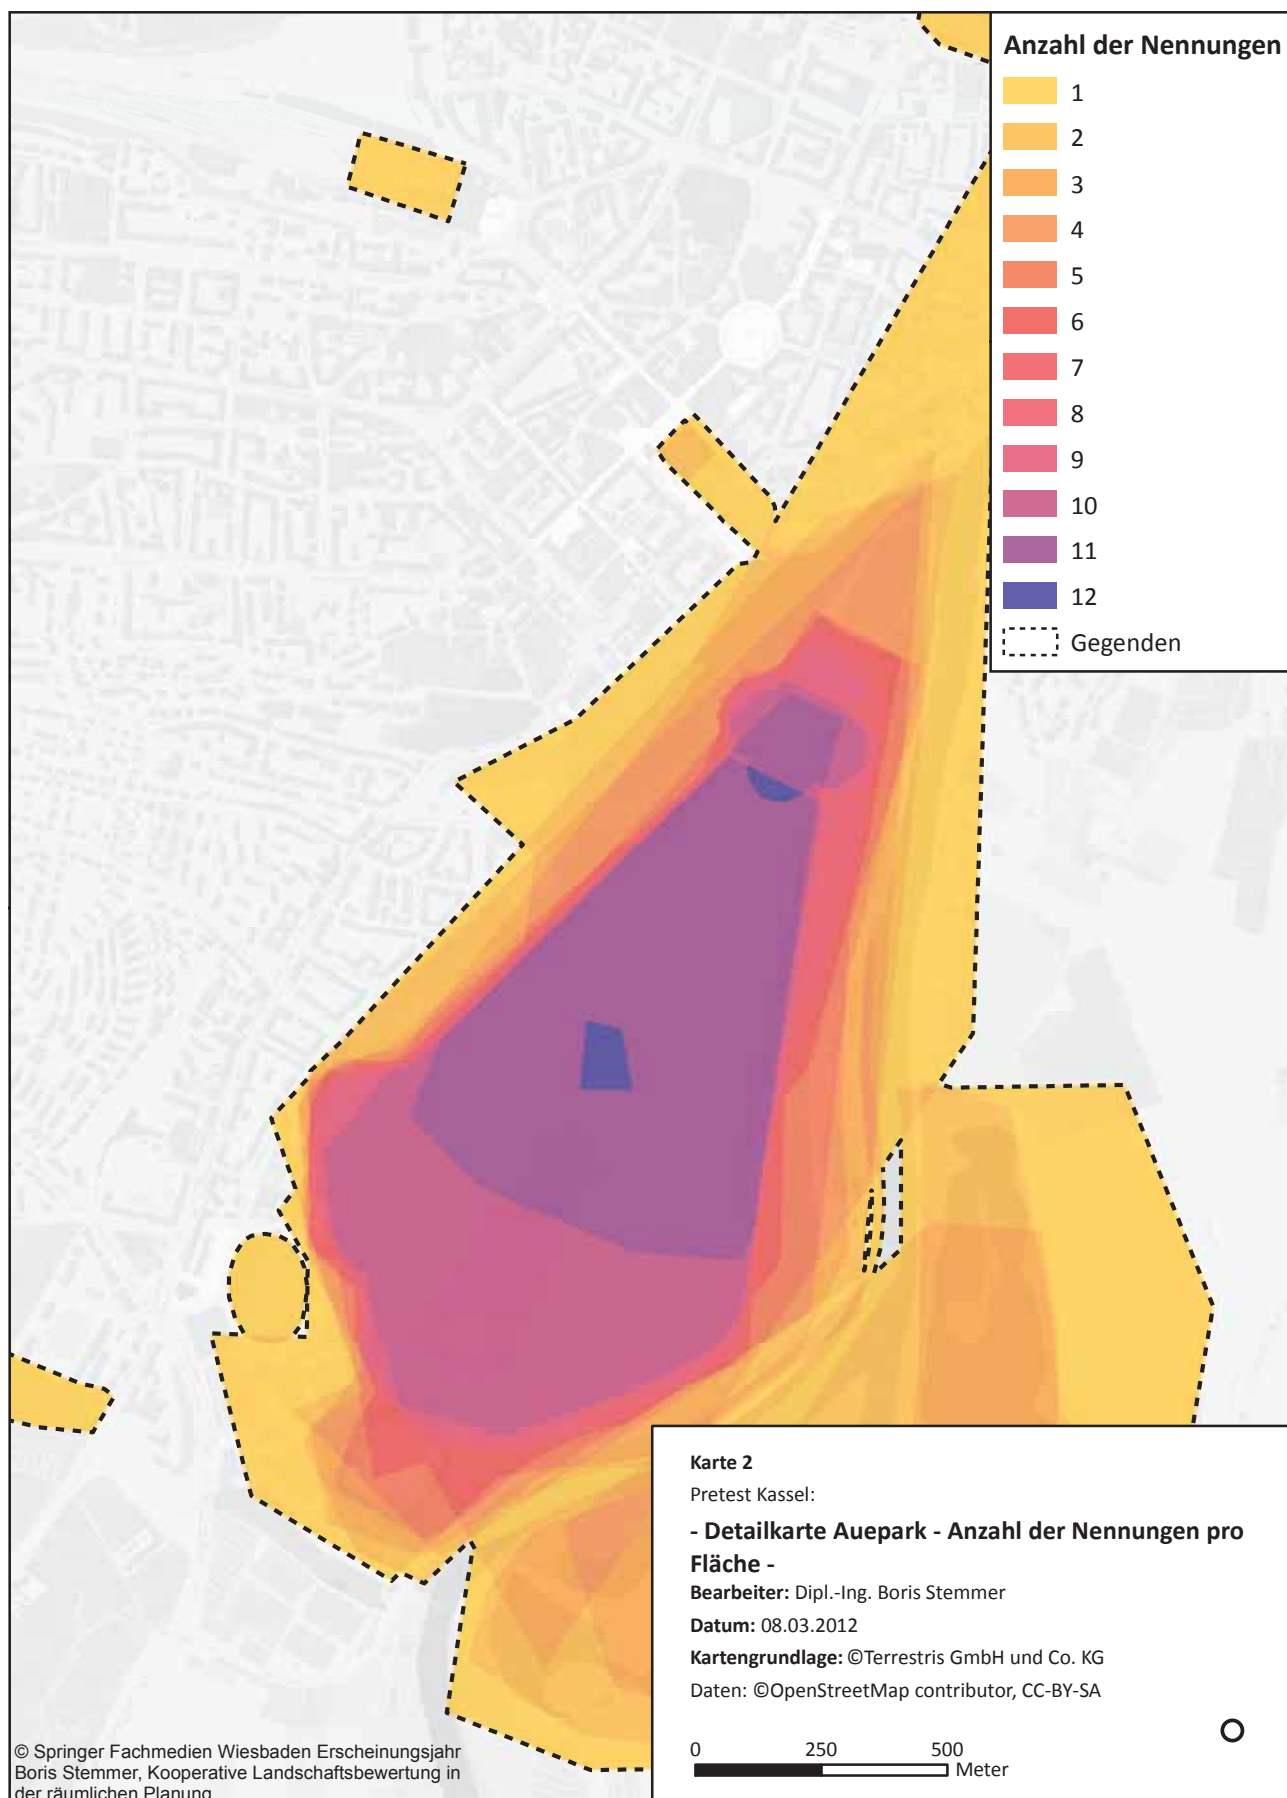 Anzahl der Nennungen
1
2
3
4
5
6
7
8
9
10
11
12
Gegenden
Karte 2
Pretest Kassel:
- Detailkarte Auepark - Anzahl der Nennungen pro
Fläche -
Bearbeiter: Dipl.-Ing. Boris Stemmer
Datum: 08.03.2012
Kartengrundlage: ©Terrestris GmbH und Co. KG
Daten: ©OpenStreetMap contributor, CC-BY-SA
0 250 500
Meter
© Springer Fachmedien Wiesbaden Erscheinungsjahr
Boris Stemmer, Kooperative Landschaftsbewertung in
der räumlichen Planung